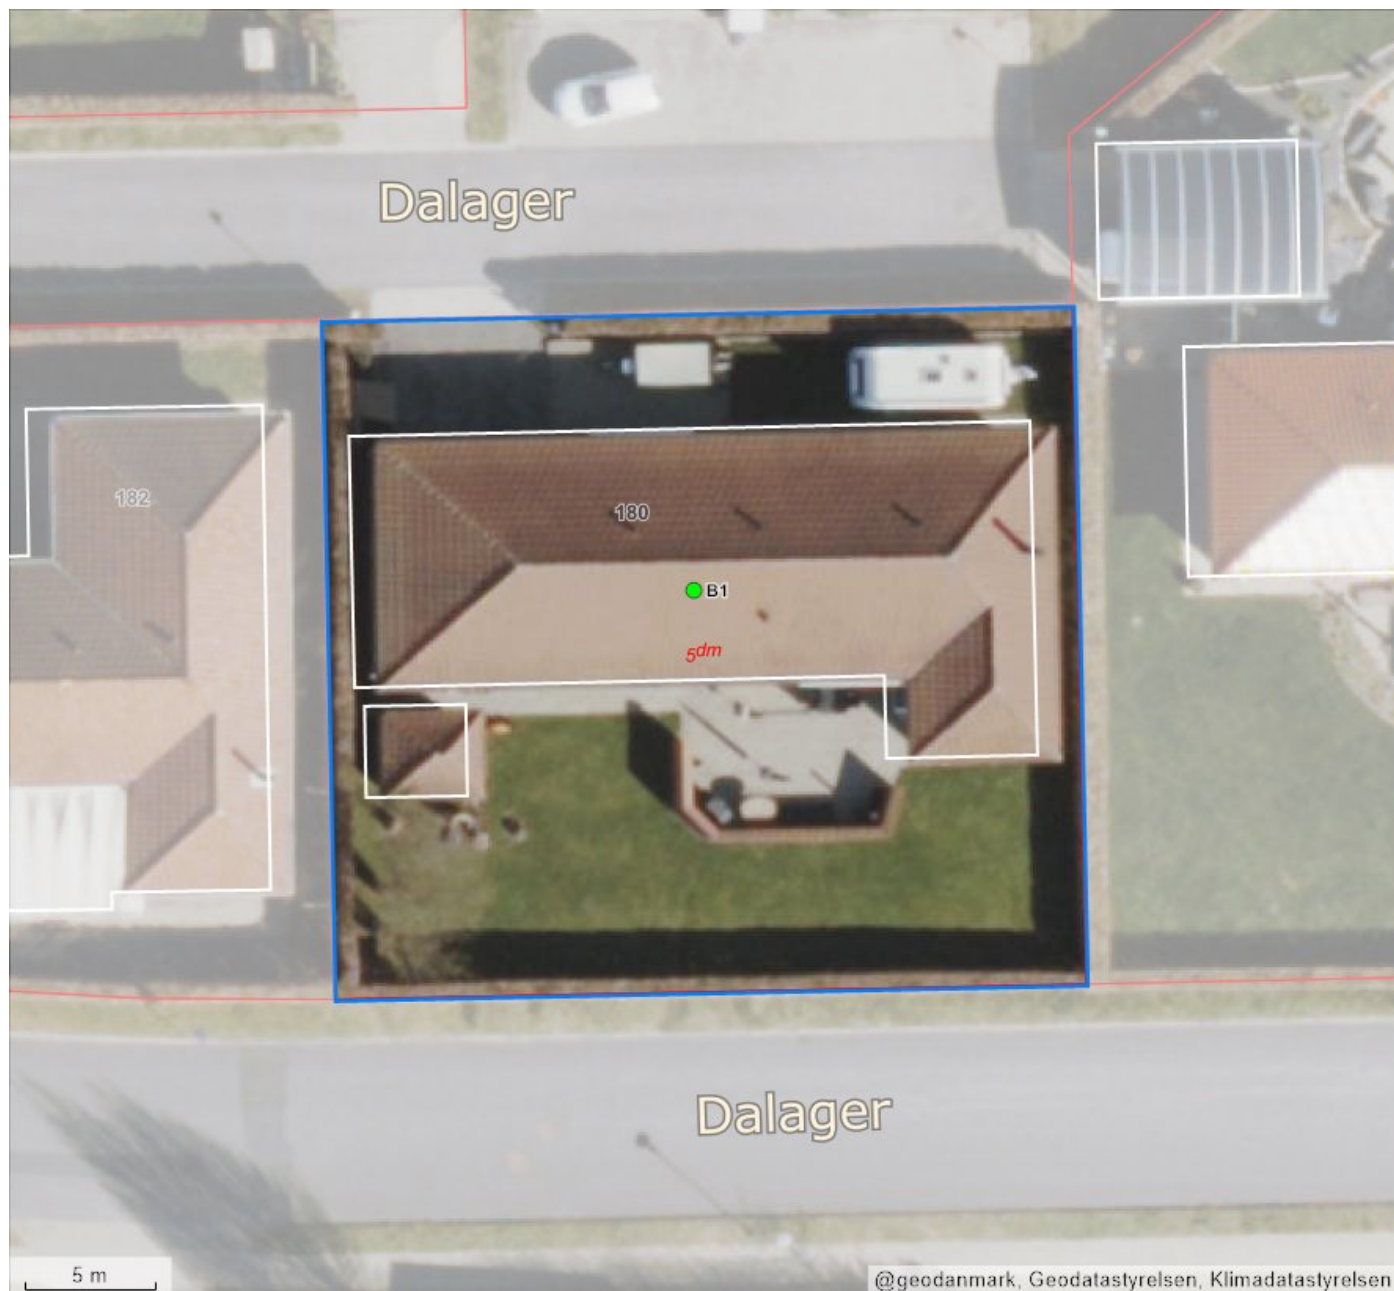 Dalager
182
180
B1
5dm
Dalager
5 m
@geodanmark, Geodatastyrelsen, Klimadatastyrelsen